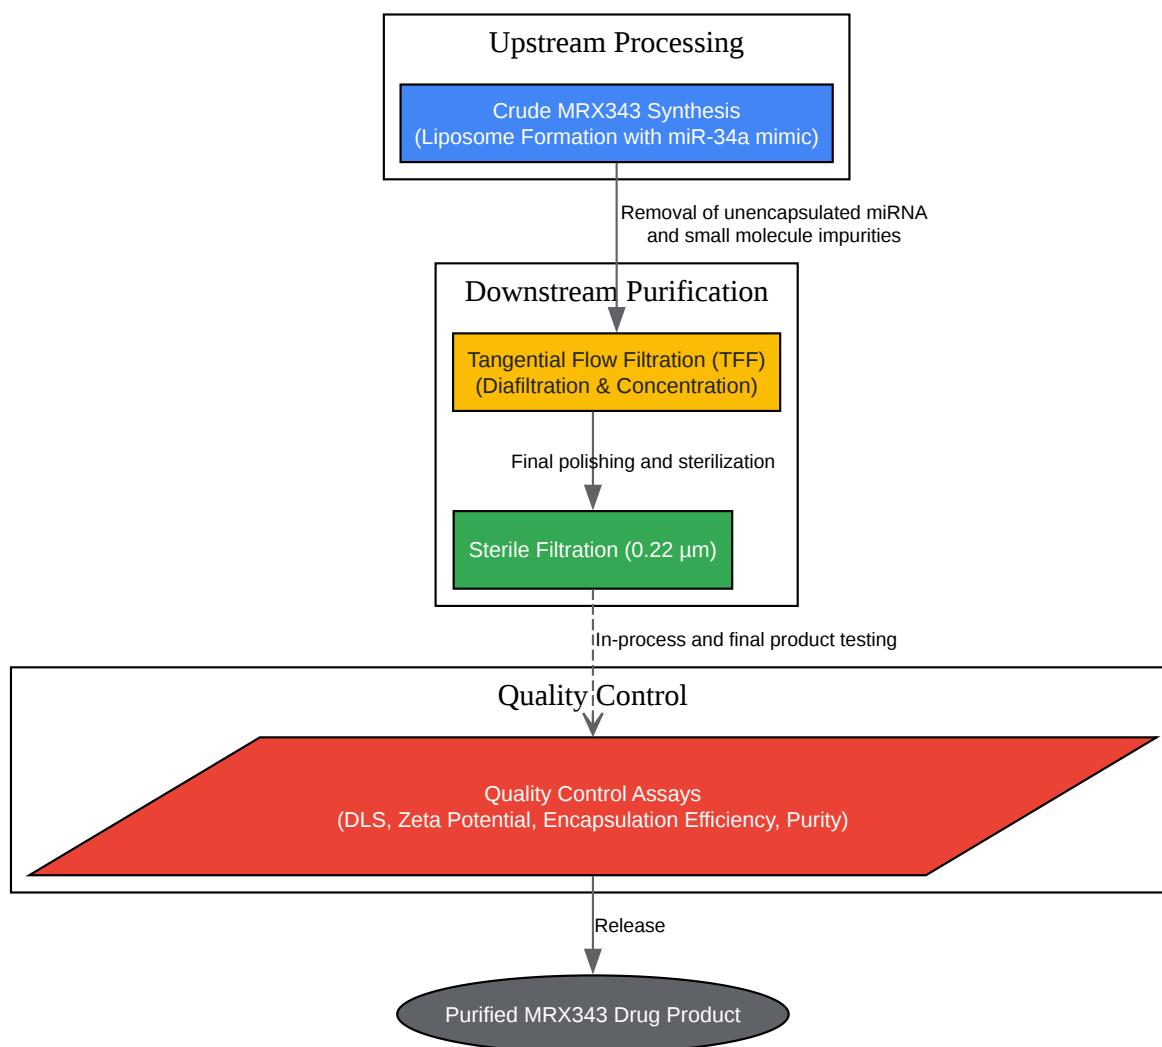 Upstream Processing
Crude MRX343 Synthesis
(Liposome Formation with miR-34a mimic)
Removal of unencapsulated miRNA
and small molecule impurities
Downstream Purification
Tangential Flow Filtration (TFF)
(Diafiltration & Concentration)
Final polishing and sterilization
Sterile Filtration (0.22 µm)
In-process and final product testing
Quality Control
Quality Control Assays
(DLS, Zeta Potential, Encapsulation Efficiency, Purity)
Release
Purified MRX343 Drug Product